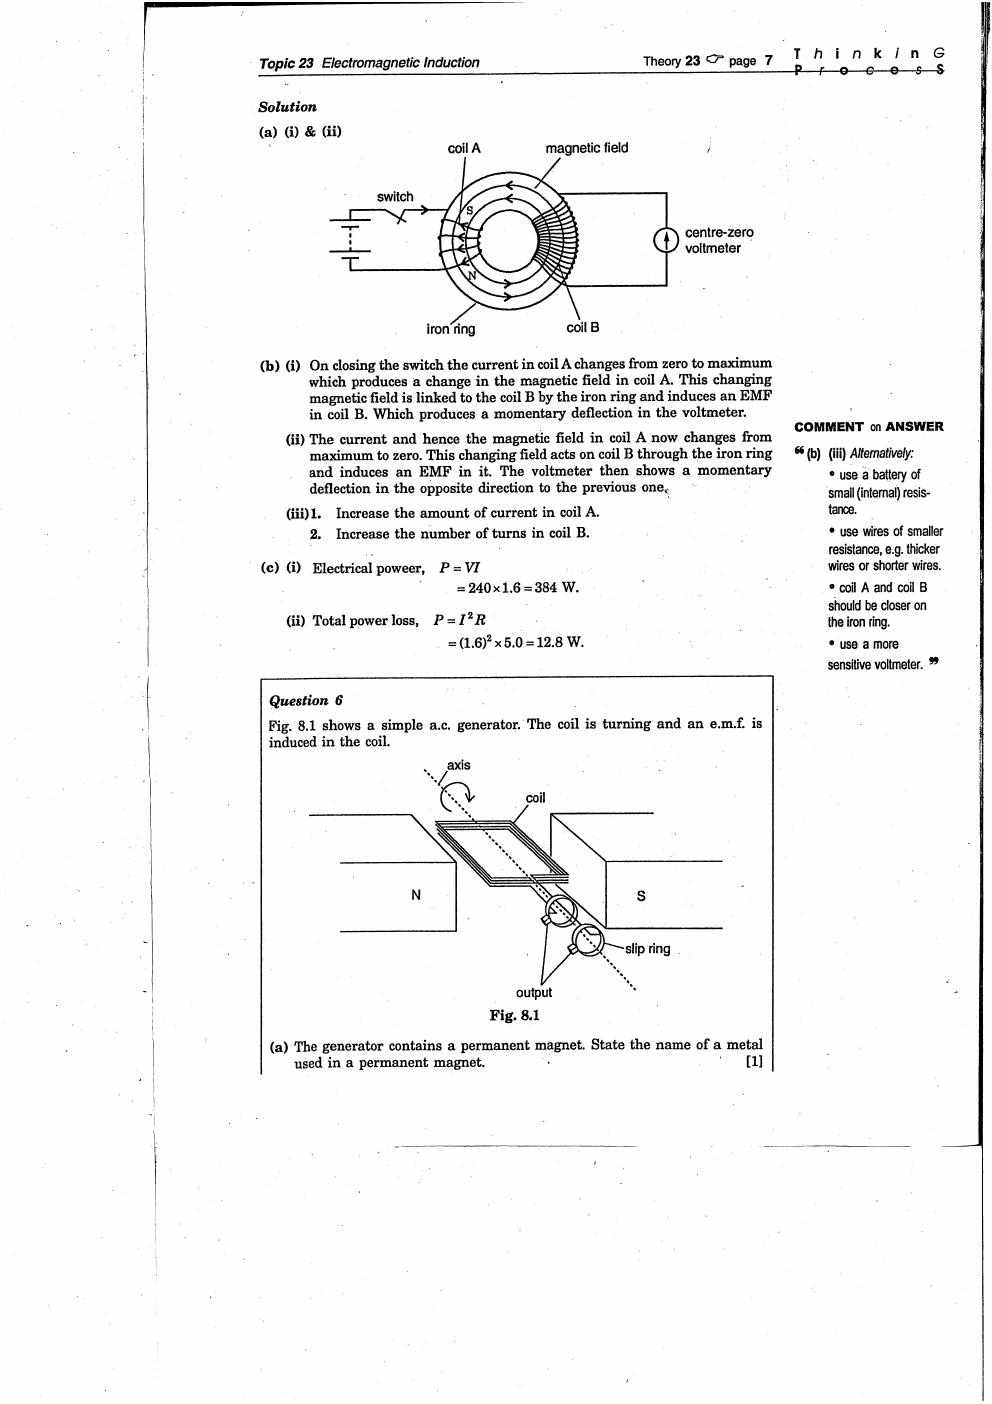 Topic 23 Electromagnetic Induction
Theory 23 ☞ page 7
T h i n k i n G
P r o c e s S
Solution
(a) (i) & (ii)
coil A
magnetic field
switch
S
centre-zero
voltmeter
N
iron ring
coil B
(b) (i) On closing the switch the current in coil A changes from zero to maximum
which produces a change in the magnetic field in coil A. This changing
magnetic field is linked to the coil B by the iron ring and induces an EMF
in coil B. Which produces a momentary deflection in the voltmeter.
(ii) The current and hence the magnetic field in coil A now changes from
maximum to zero. This changing field acts on coil B through the iron ring
and induces an EMF in it. The voltmeter then shows a momentary
deflection in the opposite direction to the previous one.
(iii) 1. Increase the amount of current in coil A.
2. Increase the number of turns in coil B.
(c) (i) Electrical poweer, P = VI
= 240 × 1.6 = 384 W.
(ii) Total power loss, P = I²R
= (1.6)² × 5.0 = 12.8 W.
COMMENT on ANSWER
“(b) (iii) Alternatively:
• use a battery of
small (internal) resis-
tance.
• use wires of smaller
resistance, e.g. thicker
wires or shorter wires.
• coil A and coil B
should be closer on
the iron ring.
• use a more
sensitive voltmeter. ”
Question 6
Fig. 8.1 shows a simple a.c. generator. The coil is turning and an e.m.f. is
induced in the coil.
axis
coil
N
S
slip ring
output
Fig. 8.1
(a) The generator contains a permanent magnet. State the name of a metal
used in a permanent magnet. [1]